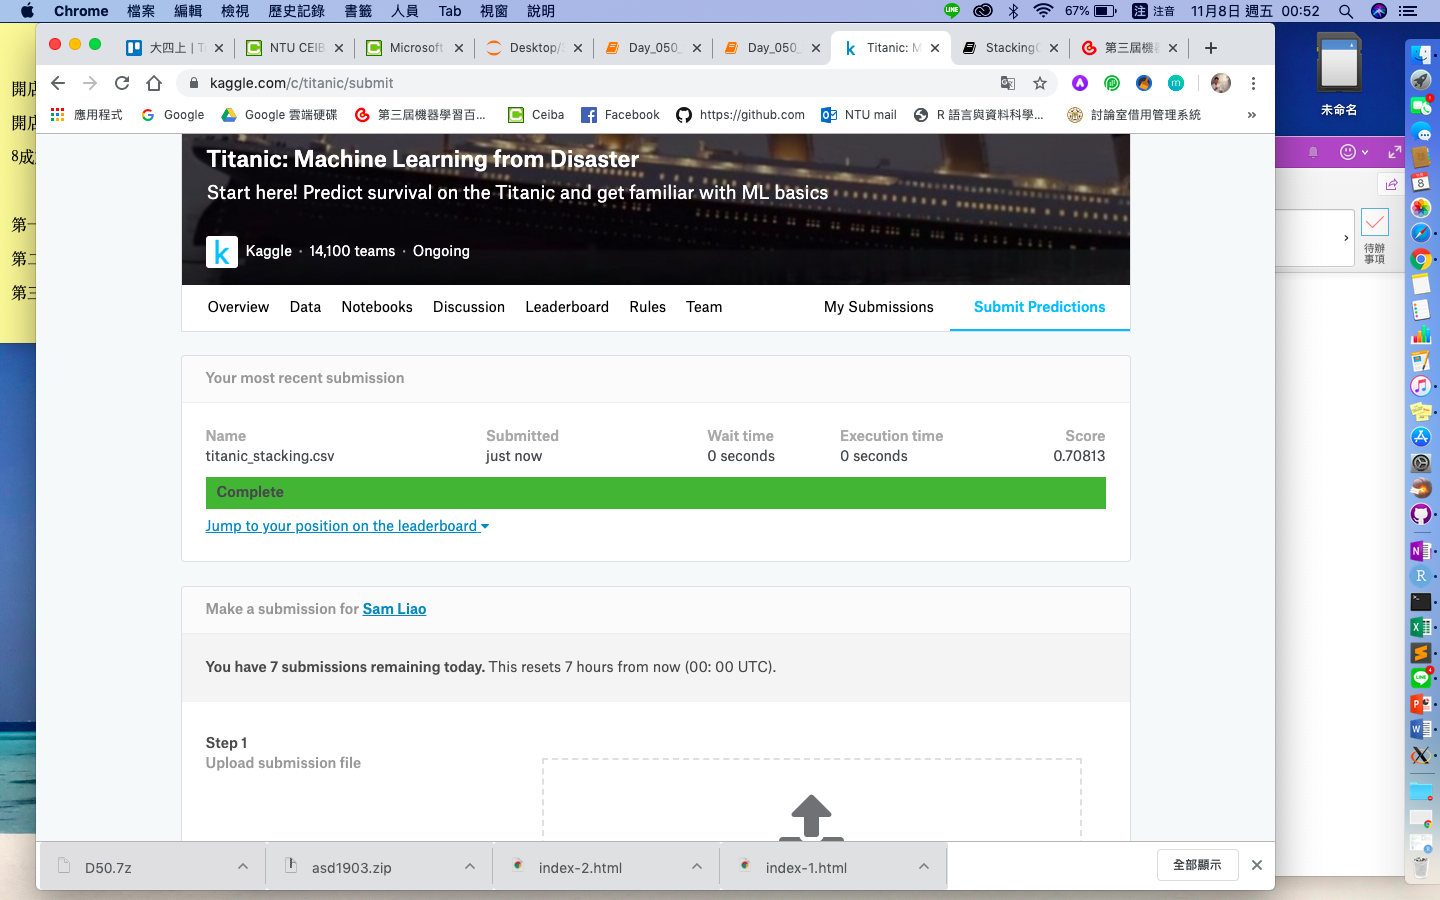 Chrome 檔案 編輯 檢視 歷史記錄 書籤 人員 Tab 視窗 說明
67% 注 注音 11月8日 週五 00:52
大四上 | T
NTU CEIB
Microsoft
Desktop/
Day_050_
Day_050_
Titanic: M
Stacking
第三屆機
kaggle.com/c/titanic/submit
應用程式
Google
Google 雲端硬碟
第三屆機器學習百...
Ceiba
Facebook
https://github.com
NTU mail
R 語言與資料科學...
討論室借用管理系統
»
開店
開店
8成
第一
第二
第三
未命名
待辦
事項
Titanic: Machine Learning from Disaster
Start here! Predict survival on the Titanic and get familiar with ML basics
k Kaggle · 14,100 teams · Ongoing
Overview Data Notebooks Discussion Leaderboard Rules Team My Submissions Submit Predictions
Your most recent submission
Name Submitted Wait time Execution time Score
titanic_stacking.csv just now 0 seconds 0 seconds 0.70813
Complete
Jump to your position on the leaderboard
Make a submission for Sam Liao
You have 7 submissions remaining today. This resets 7 hours from now (00: 00 UTC).
Step 1
Upload submission file
D50.7z
asd1903.zip
index-2.html
index-1.html
全部顯示